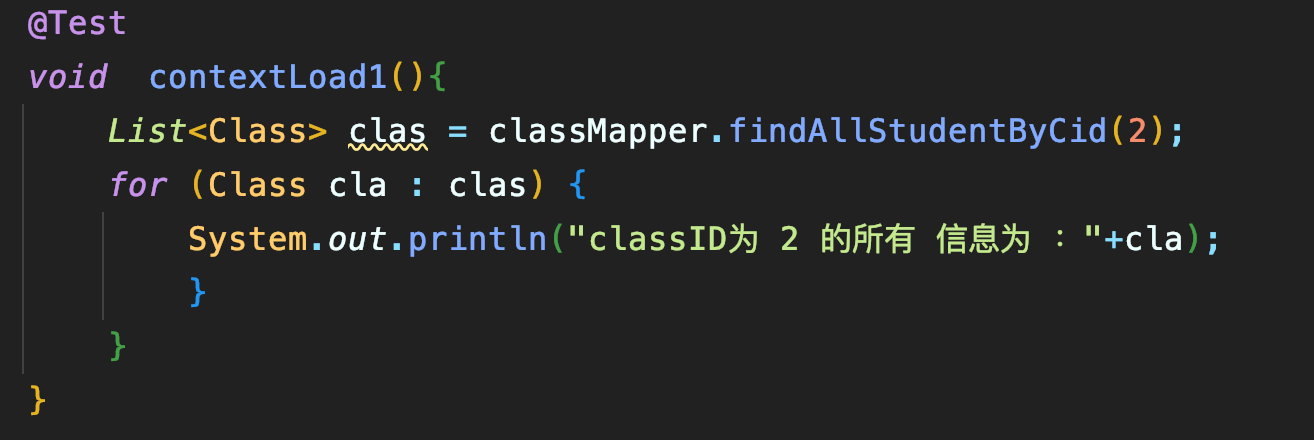 @Test
void  contextLoad1(){
    List<Class> clas = classMapper.findAllStudentByCid(2);
    for (Class cla : clas) {
        System.out.println("classID为 2 的所有 信息为 ："+cla);
        }
    }
}